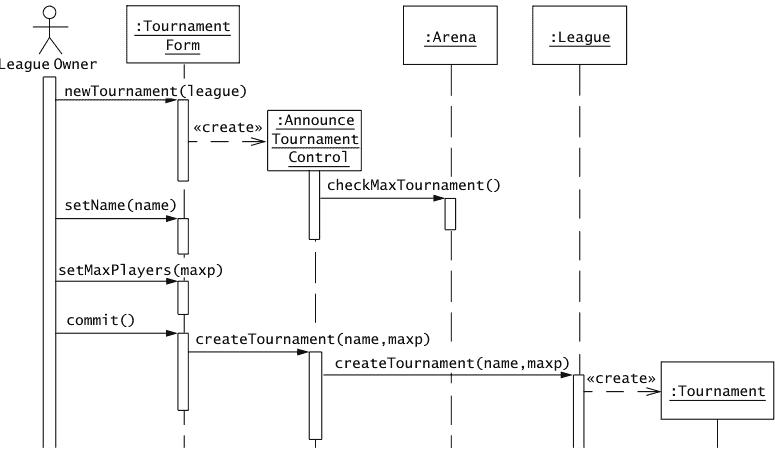 :Tournament
Form
:Arena
:League
League Owner
newTournament(league)
«create»
:Announce
Tournament
Control
checkMaxTournament()
setName(name)
setMaxPlayers(maxp)
commit()
createTournament(name,maxp)
createTournament(name,maxp)
«create»
:Tournament